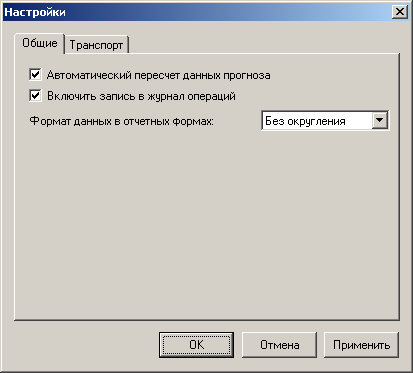 Настройки
Общие Транспорт
Автоматический пересчет данных прогноза
Включить запись в журнал операций
Формат данных в отчетных формах: Без округления
OK Отмена Применить